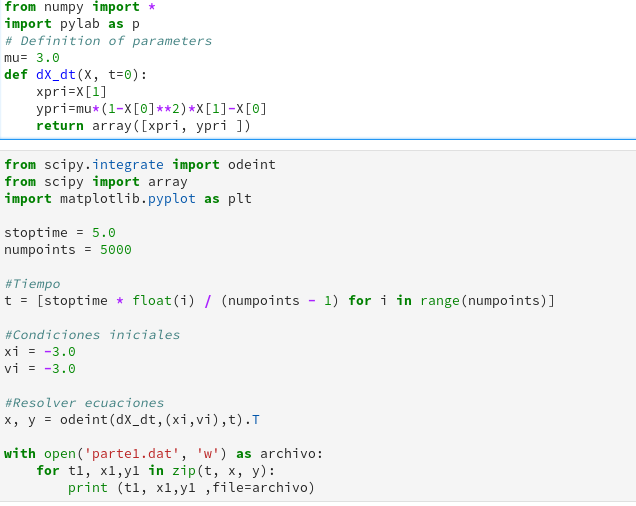 from numpy import *
import pylab as p
# Definition of parameters
mu= 3.0
def dX_dt(X, t=0):
    xpri=X[1]
    ypri=mu*(1-X[0]**2)*X[1]-X[0]
    return array([xpri, ypri ])
from scipy.integrate import odeint
from scipy import array
import matplotlib.pyplot as plt
stoptime = 5.0
numpoints = 5000
#Tiempo
t = [stoptime * float(i) / (numpoints - 1) for i in range(numpoints)]
#Condiciones iniciales
xi = -3.0
vi = -3.0
#Resolver ecuaciones
x, y = odeint(dX_dt,(xi,vi),t).T
with open('parte1.dat', 'w') as archivo:
    for t1, x1,y1 in zip(t, x, y):
        print (t1, x1,y1 ,file=archivo)